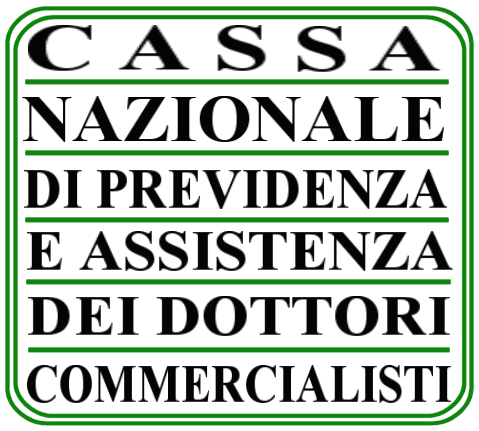 CASSA
NAZIONALE
DI PREVIDENZA
E ASSISTENZA
DEI DOTTORI
COMMERCIALISTI